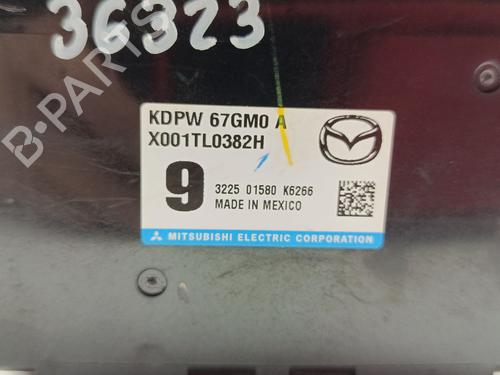 36323
B-PARTS
KDPW 67GM0 A
X001TL0382H
9
3225 01580 K6266
MADE IN MEXICO
MITSUBISHI ELECTRIC CORPORATION